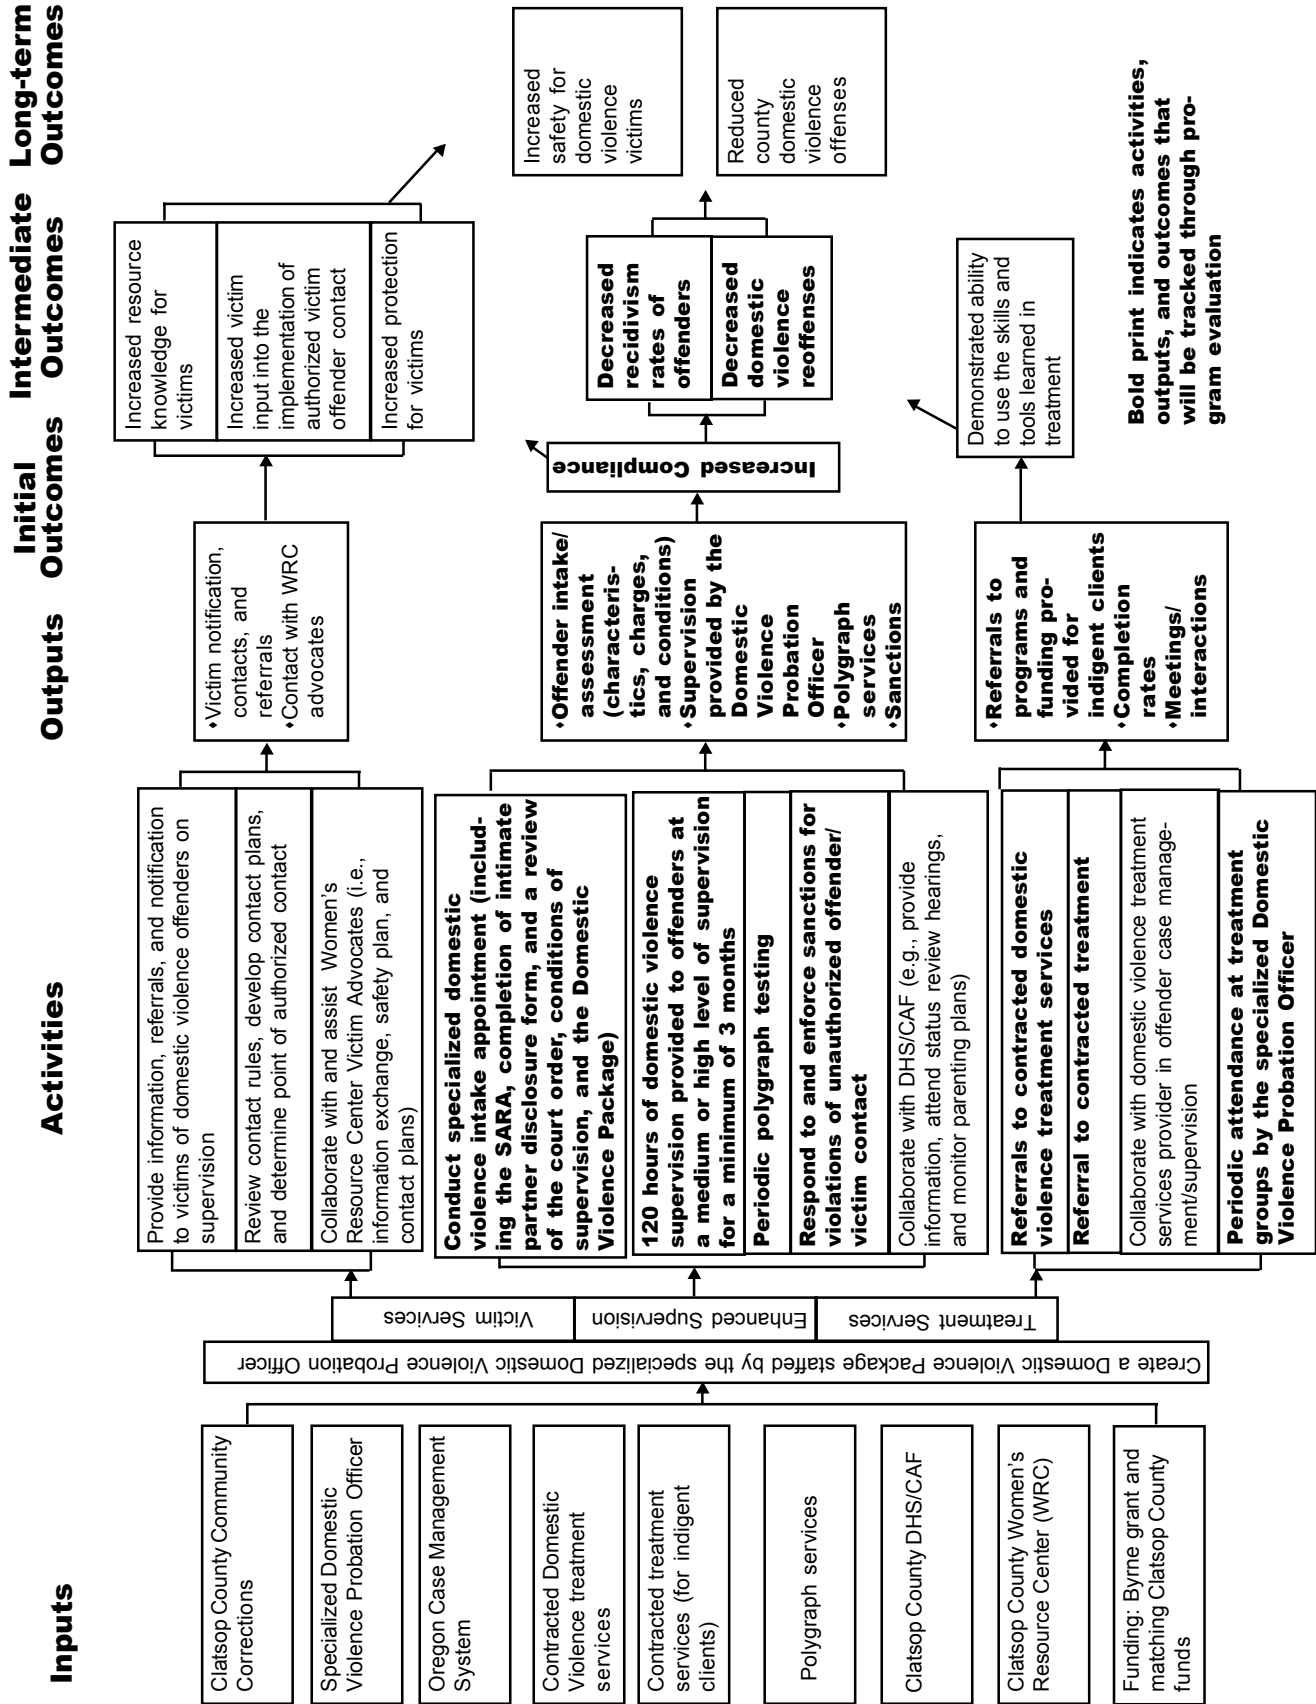 Inputs
Activities
Outputs
Initial
Outcomes
Intermediate
Outcomes
Long-term
Outcomes
Clatsop County Community
Corrections
Specialized Domestic
Violence Probation Officer
Oregon Case Management
System
Contracted Domestic
Violence treatment
services
Contracted treatment
services (for indigent
clients)
Polygraph services
Clatsop County DHS/CAF
Clatsop County Women's
Resource Center (WRC)
Funding: Byrne grant and
matching Clatsop County
funds
Create a Domestic Violence Package staffed by the specialized Domestic Violence Probation Officer
Victim Services
Enhanced Supervision
Treatment Services
Provide information, referrals, and notification
to victims of domestic violence offenders on
supervision
Review contact rules, develop contact plans,
and determine point of authorized contact
Collaborate with and assist Women's
Resource Center Victim Advocates (i.e.,
information exchange, safety plan, and
contact plans)
Conduct specialized domestic
violence intake appointment (includ-
ing the SARA, completion of intimate
partner disclosure form, and a review
of the court order, conditions of
supervision, and the Domestic
Violence Package)
120 hours of domestic violence
supervision provided to offenders at
a medium or high level of supervision
for a minimum of 3 months
Periodic polygraph testing
Respond to and enforce sanctions for
violations of unauthorized offender/
victim contact
Collaborate with DHS/CAF (e.g., provide
information, attend status review hearings,
and monitor parenting plans)
Referrals to contracted domestic
violence treatment services
Referral to contracted treatment
Collaborate with domestic violence treatment
services provider in offender case manage-
ment/supervision
Periodic attendance at treatment
groups by the specialized Domestic
Violence Probation Officer
♦Victim notification,
contacts, and
referrals
♦Contact with WRC
advocates
♦Offender intake/
assessment
(characteris-
tics, charges,
and conditions)
♦Supervision
provided by the
Domestic
Violence
Probation
Officer
♦Polygraph
services
♦Sanctions
♦Referrals to
programs and
funding pro-
vided for
indigent clients
♦Completion
rates
♦Meetings/
interactions
Increased Compliance
Increased resource
knowledge for
victims
Increased victim
input into the
implementation of
authorized victim
offender contact
Increased protection
for victims
Decreased
recidivism
rates of
offenders
Decreased
domestic
violence
reoffenses
Demonstrated ability
to use the skills and
tools learned in
treatment
Increased
safety for
domestic
violence
victims
Reduced
county
domestic
violence
offenses
Bold print indicates activities,
outputs, and outcomes that
will be tracked through pro-
gram evaluation